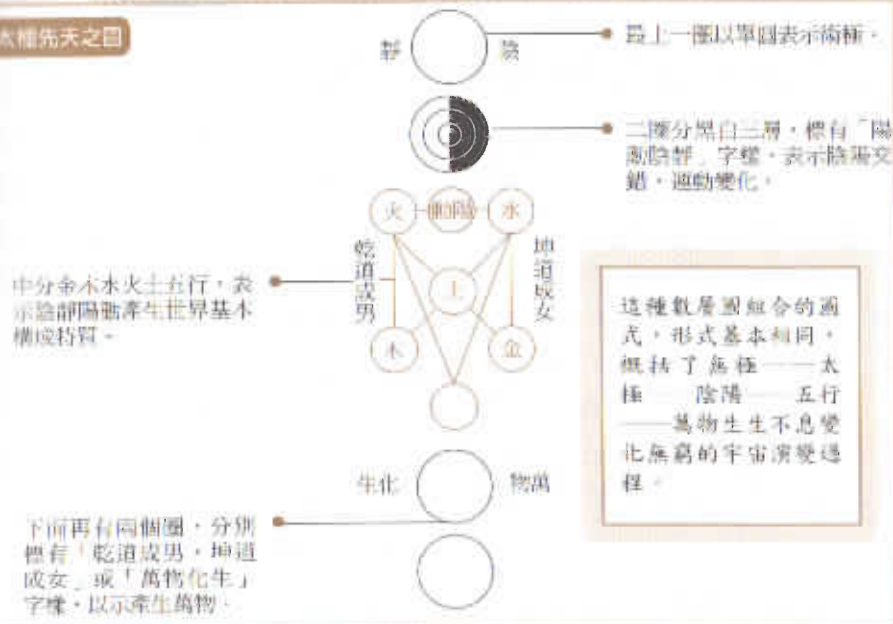 太極先天之圖
靜 陰
最上一部以單圓表示
二部分黑白三層,標有「陽
動陰靜」字樣,表示陰陽交
錯,運動變化。
火 動陽 水
乾道成男
坤道成女
土
木 金
中分金木水火土五行,表
示陰靜陽動產生世界基本
構成特質。
這種數層圖組合的圖
式,形式基本相同,
概括了無極——太
極——陰陽——五行
——萬物生生不息變
化無窮的宇宙演變過
程。
生化 物萬
下面再有兩個圈,分別
標有「乾道成男,坤道
成女」或「萬物化生」
字樣,以示產生萬物。